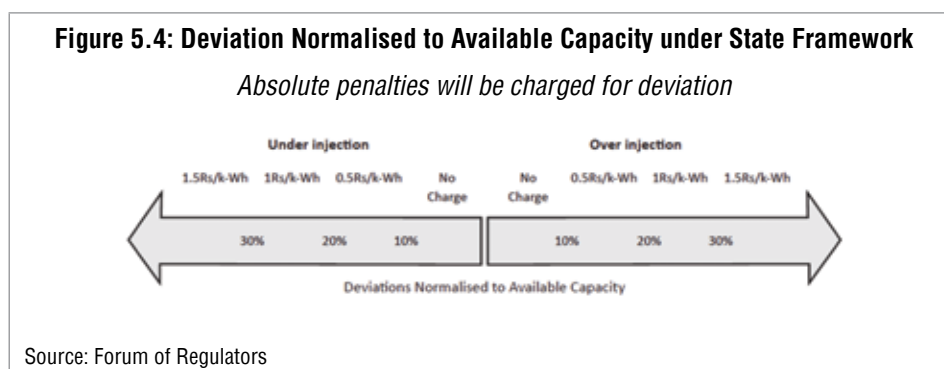 Figure 5.4: Deviation Normalised to Available Capacity under State Framework
Absolute penalties will be charged for deviation
Under injection Over injection
1.5Rs/k-Wh 1Rs/k-Wh 0.5Rs/k-Wh No Charge No Charge 0.5Rs/k-Wh 1Rs/k-Wh 1.5Rs/k-Wh
30% 20% 10% 10% 20% 30%
Deviations Normalised to Available Capacity
Source: Forum of Regulators